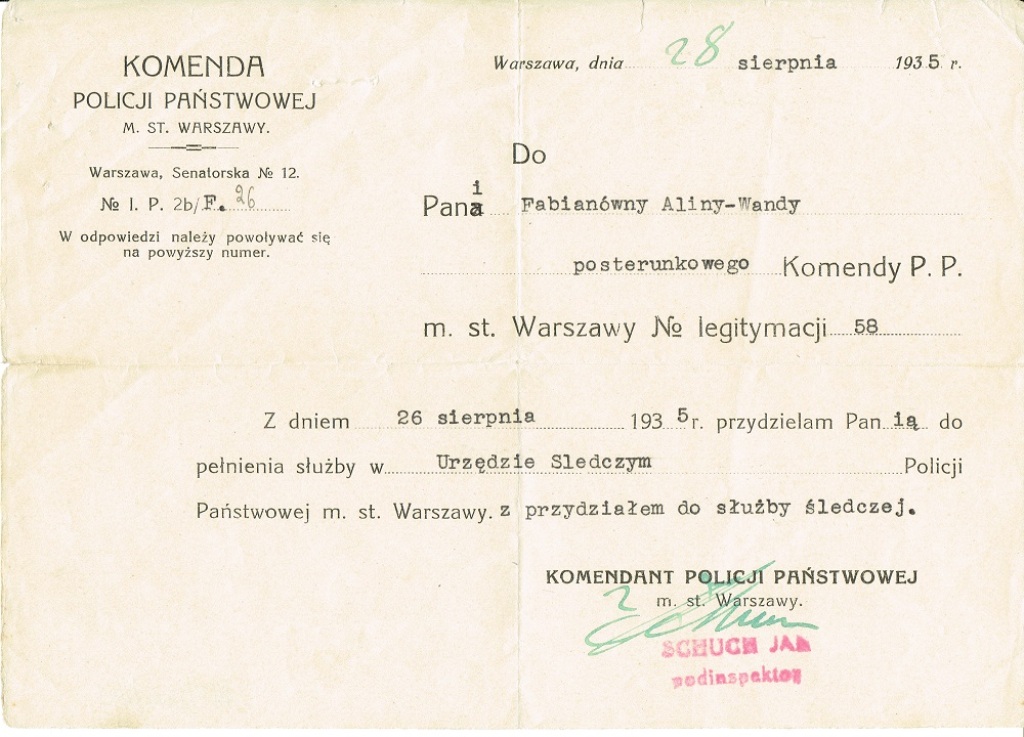 KOMENDA
POLICJI PAŃSTWOWEJ
M. ST. WARSZAWY.
Warszawa, Senatorska № 12.
№ I. P. 2b/F. 26
W odpowiedzi należy powoływać się
na powyższy numer.
Warszawa, dnia 28 sierpnia 1935 r.
Do
Pani Fabianówny Aliny-Wandy
posterunkowego Komendy P. P.
m. st. Warszawy № legitymacji 58
Z dniem 26 sierpnia 1935r. przydzielam Panią do
pełnienia służby w Urzędzie Sledczym Policji
Państwowej m. st. Warszawy. z przydziałem do służby śledczej.
KOMENDANT POLICJI PAŃSTWOWEJ
m. st. Warszawy.
SCHUCH JAN
podinspektor